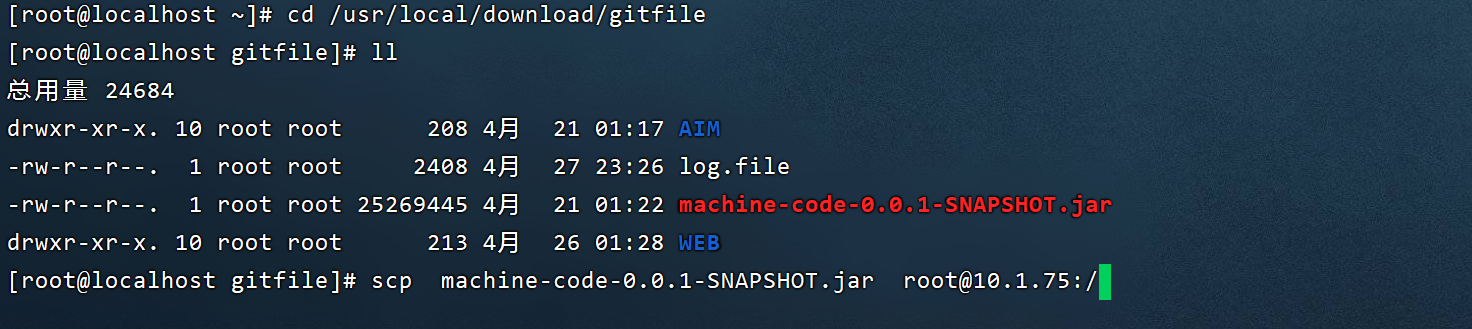 [root@localhost ~]# cd /usr/local/download/gitfile
[root@localhost gitfile]# ll
总用量 24684
drwxr-xr-x. 10 root root      208 4月  21 01:17 AIM
-rw-r--r--.  1 root root     2408 4月  27 23:26 log.file
-rw-r--r--.  1 root root 25269445 4月  21 01:22 machine-code-0.0.1-SNAPSHOT.jar
drwxr-xr-x. 10 root root      213 4月  26 01:28 WEB
[root@localhost gitfile]# scp  machine-code-0.0.1-SNAPSHOT.jar  root@10.1.75:/